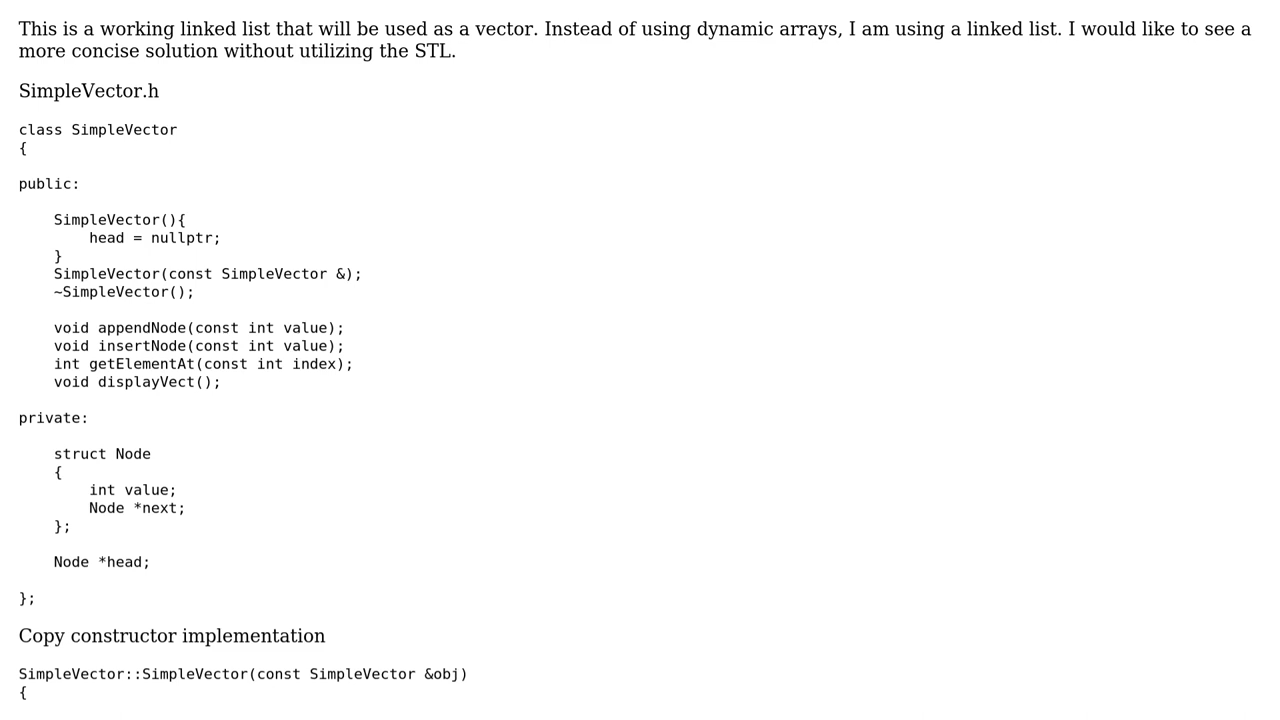 This is a working linked list that will be used as a vector. Instead of using dynamic arrays, I am using a linked list. I would like to see a
more concise solution without utilizing the STL.
SimpleVector.h
class SimpleVector
{
public:
    SimpleVector(){
        head = nullptr;
    }
    SimpleVector(const SimpleVector &);
    ~SimpleVector();
    void appendNode(const int value);
    void insertNode(const int value);
    int getElementAt(const int index);
    void displayVect();
private:
    struct Node
    {
        int value;
        Node *next;
    };
    Node *head;
};
Copy constructor implementation
SimpleVector::SimpleVector(const SimpleVector &obj)
{